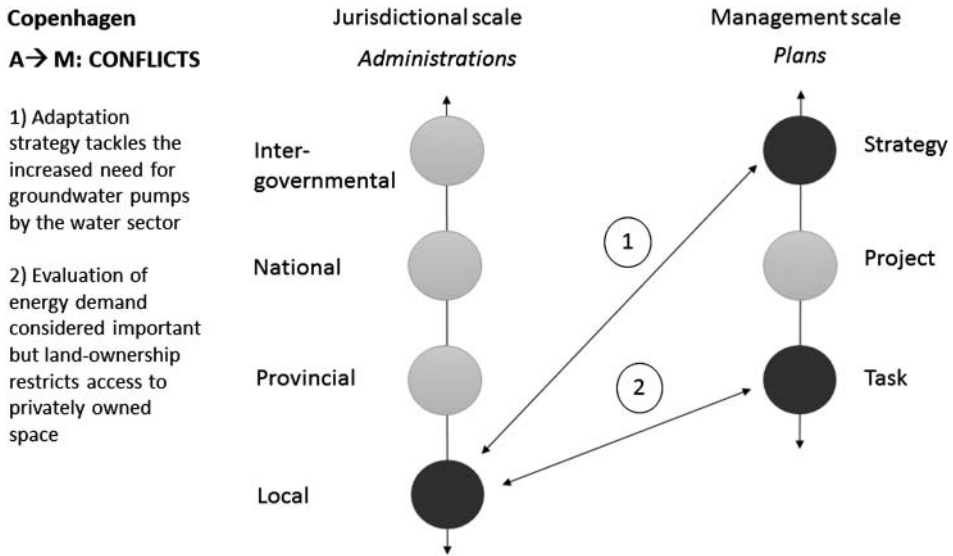 Copenhagen
A→ M: CONFLICTS
1) Adaptation
strategy tackles the
increased need for
groundwater pumps
by the water sector
2) Evaluation of
energy demand
considered important
but land-ownership
restricts access to
privately owned
space
Jurisdictional scale
Administrations
Inter-
governmental
National
Provincial
Local
Management scale
Plans
Strategy
Project
Task
1
2